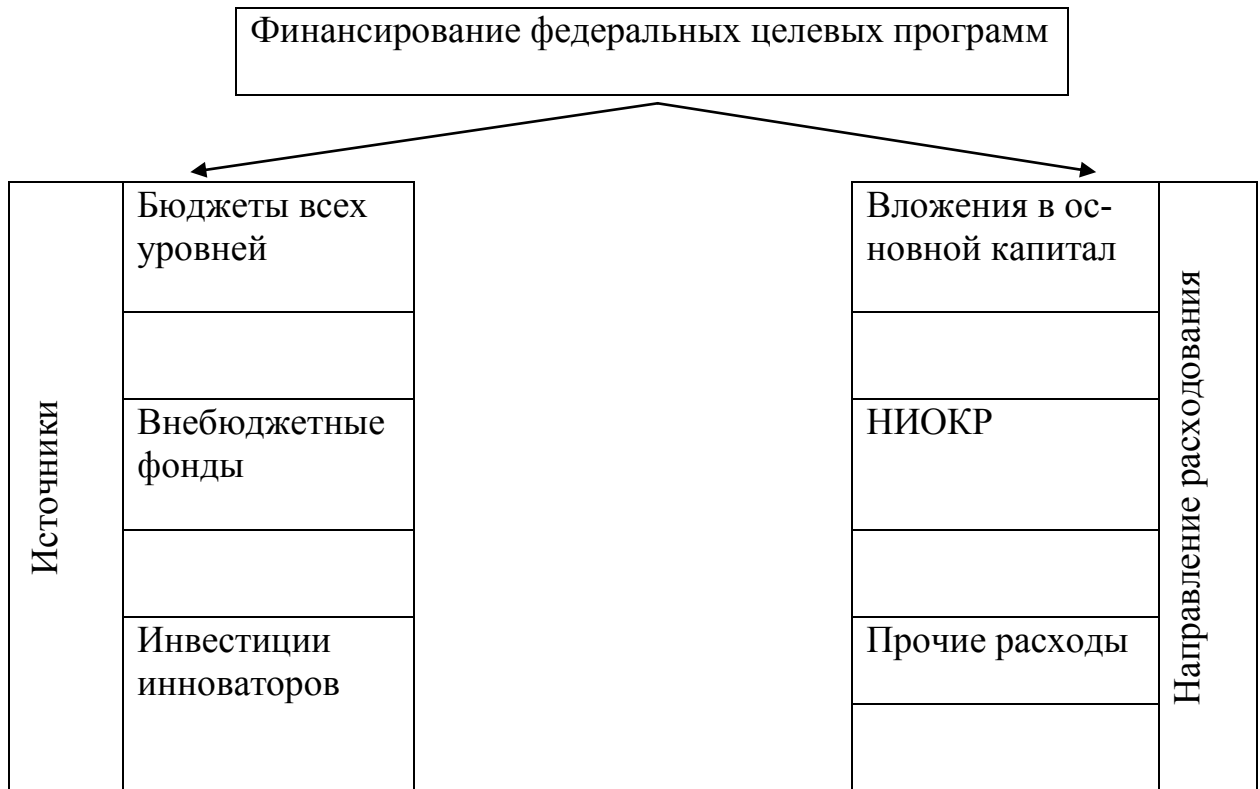 Финансирование федеральных целевых программ
Источники
Бюджеты всех
уровней
Внебюджетные
фонды
Инвестиции
инноваторов
Вложения в ос-
новной капитал
НИОКР
Прочие расходы
Направление расходования